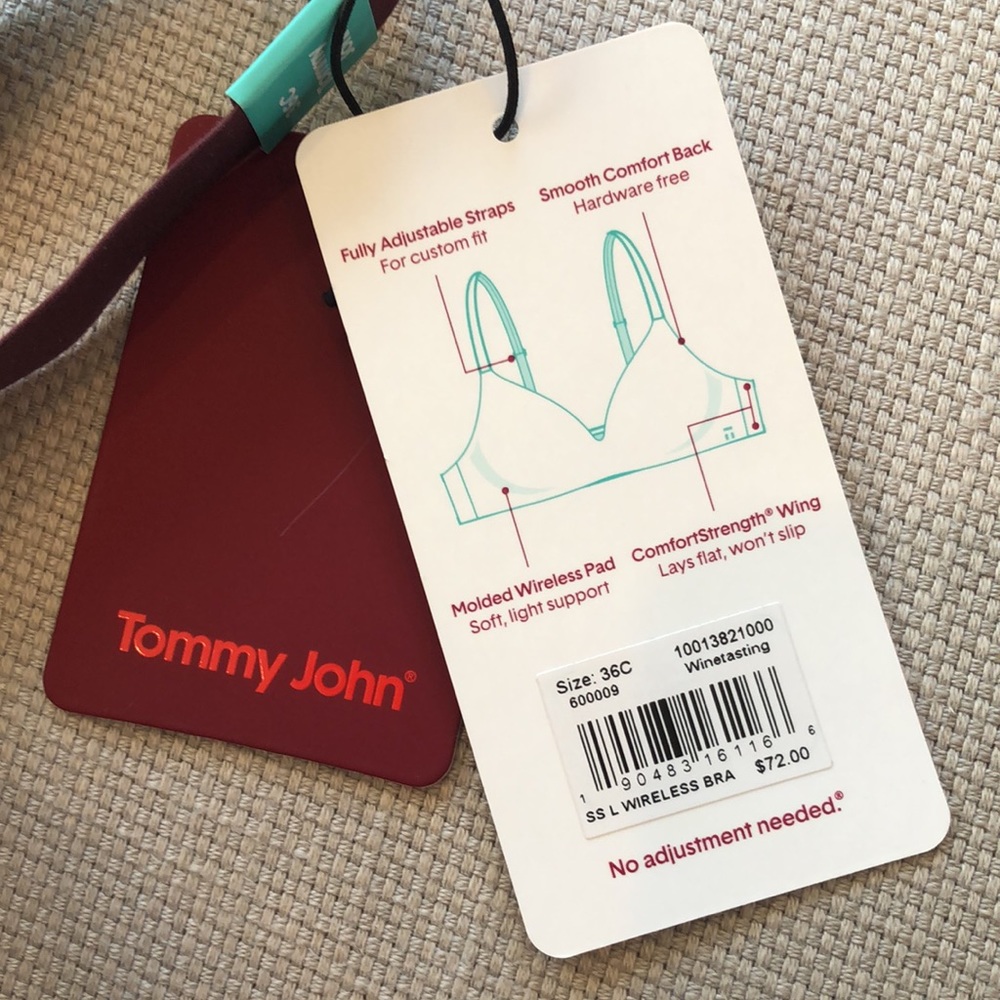 Smooth Comfort Back
Hardware free
Fully Adjustable Straps
For custom fit
ComfortStrength® Wing
Lays flat, won't slip
Molded Wireless Pad
Soft, light support
Tommy John®
Size: 36C
10013821000
600009
Winetasting
1 90483 16116 6
SS L WIRELESS BRA
$72.00
No adjustment needed.®